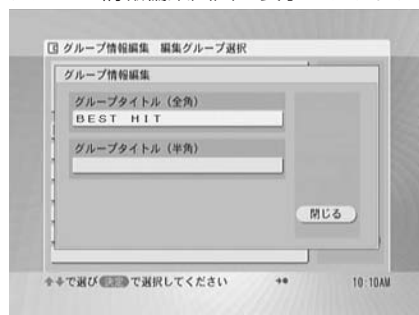 グループ情報編集 編集グループ選択
グループ情報編集
グループタイトル（全角）
ＢＥＳＴ ＨＩＴ
グループタイトル（半角）
閉じる
で選び 決定 で選択してください
10:10AM